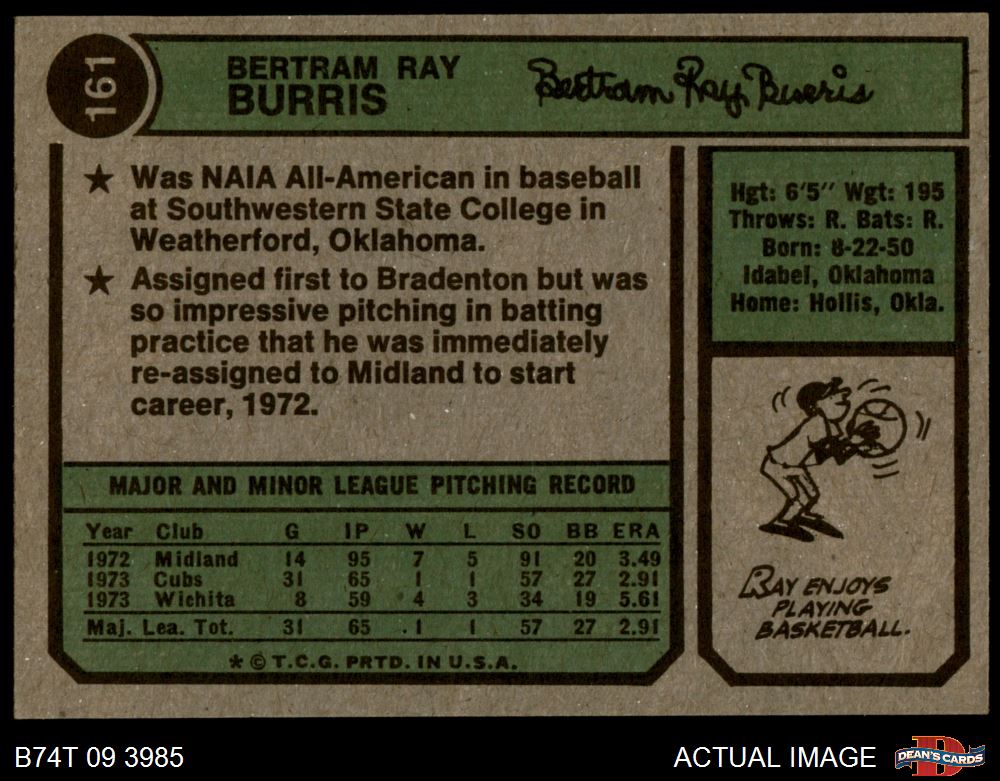 161
BERTRAM RAY
BURRIS
Bertram Ray Burris
★ Was NAIA All-American in baseball
at Southwestern State College in
Weatherford, Oklahoma.
★ Assigned first to Bradenton but was
so impressive pitching in batting
practice that he was immediately
re-assigned to Midland to start
career, 1972.
Hgt: 6'5" Wgt: 195
Throws: R. Bats: R.
Born: 8-22-50
Idabel, Oklahoma
Home: Hollis, Okla.
MAJOR AND MINOR LEAGUE PITCHING RECORD
Year Club G IP W L SO BB ERA
1972 Midland 14 95 7 5 91 20 3.49
1973 Cubs 31 65 1 1 57 27 2.91
1973 Wichita 8 59 4 3 34 19 5.61
Maj. Lea. Tot. 31 65 1 1 57 27 2.91
* © T.C.G. PRTD. IN U.S.A.
RAY ENJOYS
PLAYING
BASKETBALL.
B74T 09 3985
ACTUAL IMAGE
D
DEAN'S CARDS